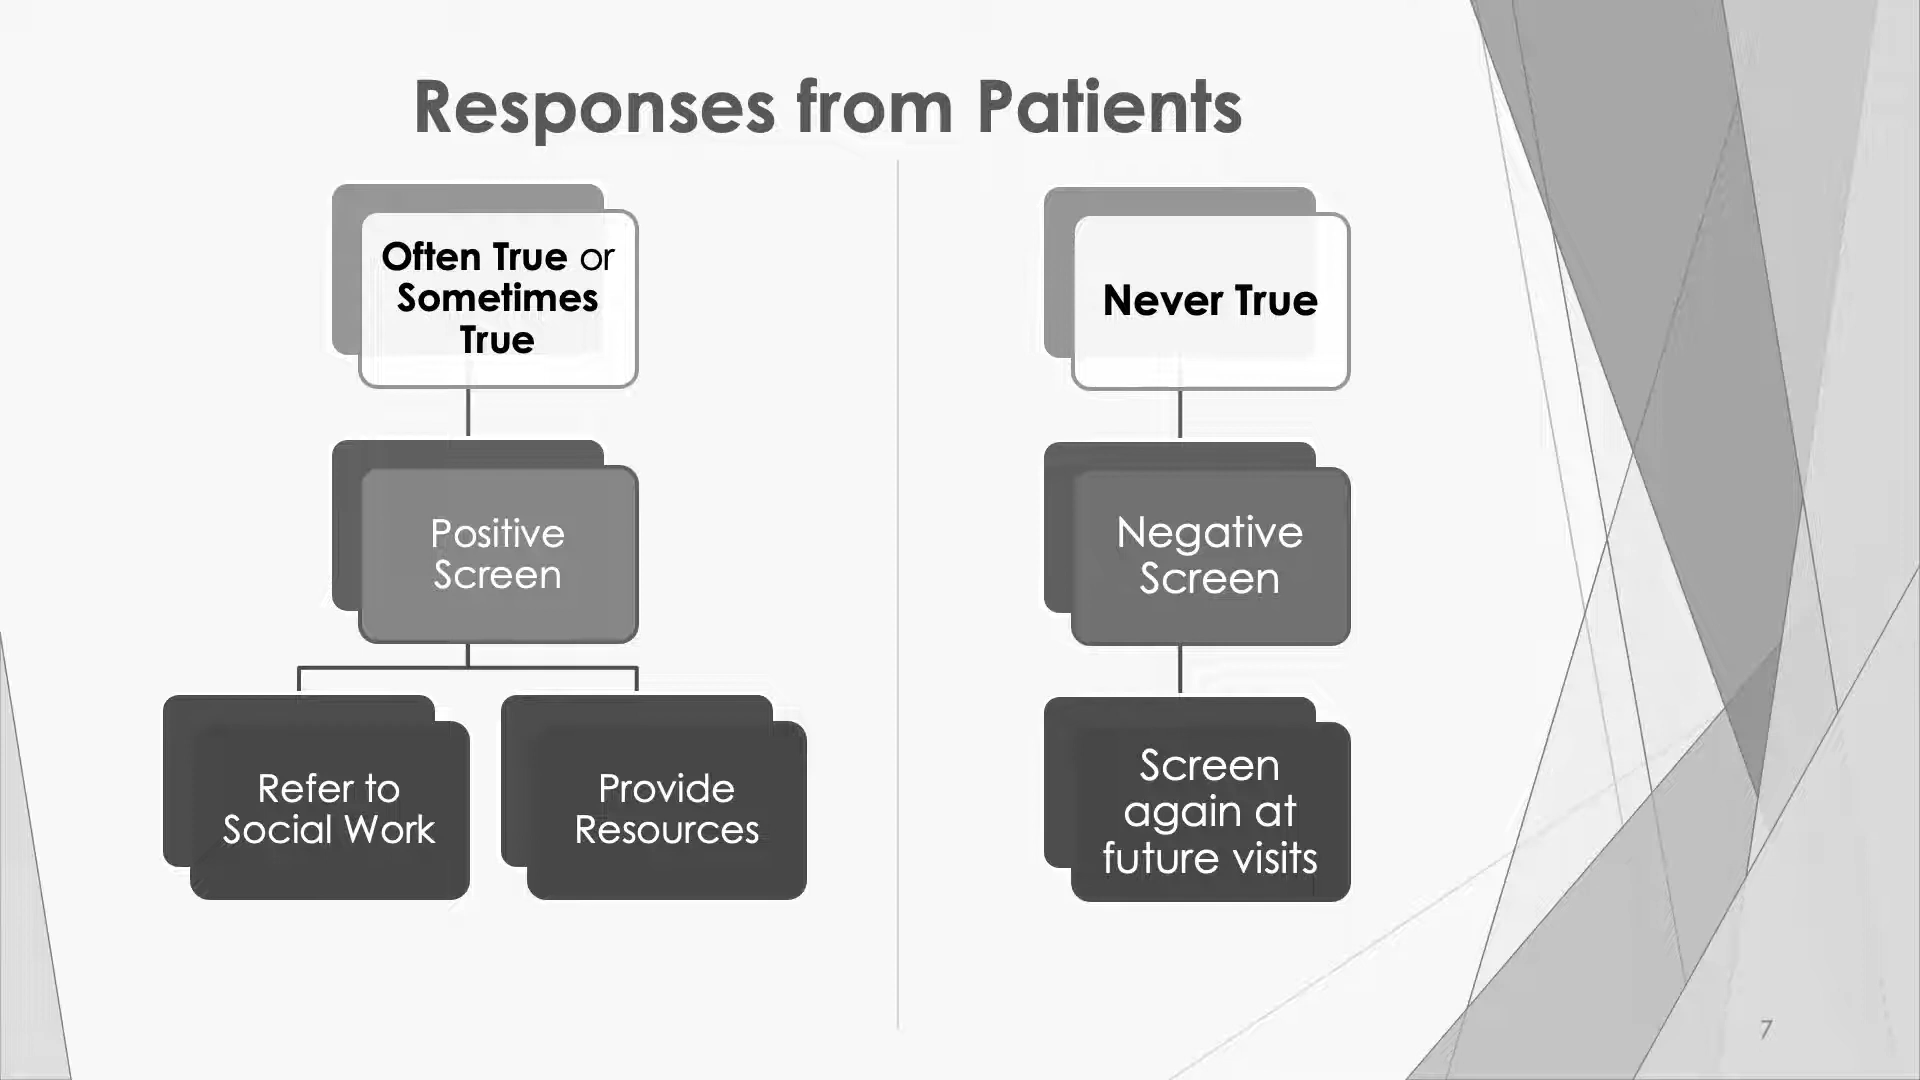 Responses from Patients
Often True or
Sometimes
True
Positive
Screen
Refer to
Social Work
Provide
Resources
Never True
Negative
Screen
Screen
again at
future visits
7